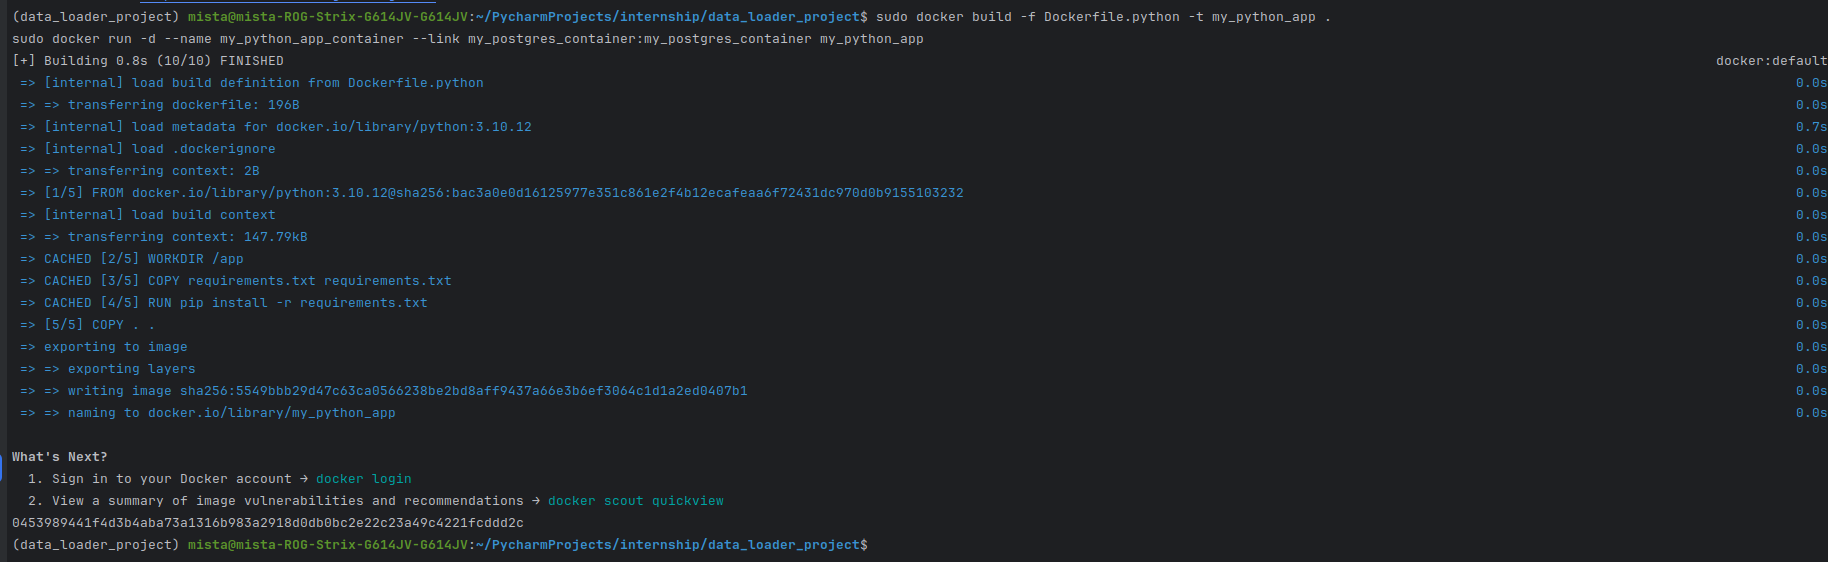 (data_loader_project) mista@mista-ROG-Strix-G614JV-G614JV:~/PycharmProjects/internship/data_loader_project$ sudo docker build -f Dockerfile.python -t my_python_app .
sudo docker run -d --name my_python_app_container --link my_postgres_container:my_postgres_container my_python_app
[+] Building 0.8s (10/10) FINISHED docker:default
=> [internal] load build definition from Dockerfile.python 0.0s
=> => transferring dockerfile: 196B 0.0s
=> [internal] load metadata for docker.io/library/python:3.10.12 0.7s
=> [internal] load .dockerignore 0.0s
=> => transferring context: 2B 0.0s
=> [1/5] FROM docker.io/library/python:3.10.12@sha256:bac3a0e0d16125977e351c861e2f4b12ecafeaa6f72431dc970d0b9155103232 0.0s
=> [internal] load build context 0.0s
=> => transferring context: 147.79kB 0.0s
=> CACHED [2/5] WORKDIR /app 0.0s
=> CACHED [3/5] COPY requirements.txt requirements.txt 0.0s
=> CACHED [4/5] RUN pip install -r requirements.txt 0.0s
=> [5/5] COPY . . 0.0s
=> exporting to image 0.0s
=> => exporting layers 0.0s
=> => writing image sha256:5549bbb29d47c63ca0566238be2bd8aff9437a66e3b6ef3064c1d1a2ed0407b1 0.0s
=> => naming to docker.io/library/my_python_app 0.0s
What's Next?
1. Sign in to your Docker account → docker login
2. View a summary of image vulnerabilities and recommendations → docker scout quickview
0453989441f4d3b4aba73a1316b983a2918d0db0bc2e22c23a49c4221fcddd2c
(data_loader_project) mista@mista-ROG-Strix-G614JV-G614JV:~/PycharmProjects/internship/data_loader_project$